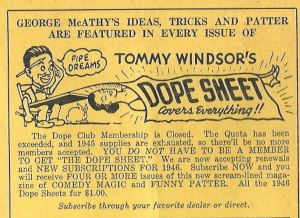 GEORGE McATHY'S IDEAS, TRICKS AND PATTER
ARE FEATURED IN EVERY ISSUE OF
PIPE
DREAMS
TOMMY WINDSOR'S
DOPE SHEET
Covers Everything!!
The Dope Club Membership is Closed. The Quota has been
exceeded, and 1945 supplies are exhausted, so there'll be no more
members accepted. YOU DO NOT HAVE TO BE A MEMBER
TO GET "THE DOPE SHEET." We are now accepting renewals
and NEW SUBSCRIPTIONS FOR 1946. Subscribe NOW and you
will receive FOUR OR MORE issues of this new scream-lined maga-
zine of COMEDY MAGIC and FUNNY PATTER. All the 1946
Dope Sheets for $1.00.
Subscribe through your favorite dealer or direct.